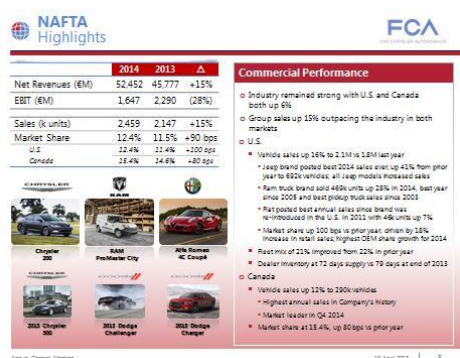 NAFTA
Highlights
FCA
FIAT CHRYSLER AUTOMOBILES
2014 2013 Δ
Net Revenues (€M) 52,452 45,777 +15%
EBIT (€M) 1,647 2,290 (28%)
Sales (k units) 2,459 2,147 +15%
Market Share 12.4% 11.5% +90 bps
U.S. 12.4% 11.4% +100 bps
Canada 15.4% 14.6% +80 bps
CHRYSLER
RAM
Chrysler
200
RAM
ProMaster City
Alfa Romeo
4C Coupé
CHRYSLER
DODGE
DODGE
2015 Chrysler
300
2015 Dodge
Challenger
2015 Dodge
Charger
Commercial Performance
Industry remained strong with U.S. and Canada
both up 6%
Group sales up 15% outpacing the industry in both
markets
U.S.
Vehicle sales up 16% to 2.1M vs 1.8M last year
Jeep brand posted best 2014 sales ever, up 41% from prior
year to 692k vehicles; all Jeep models increased sales
Ram truck brand sold 469k units up 28% in 2014, best year
since 2005 and best pickup truck sales since 2003
Fiat posted best annual sales since brand was
re-introduced in the U.S. in 2011 with 46k units up 7%
Market share up 100 bps vs prior year, driven by 18%
increase in retail sales; highest OEM share growth for 2014
Fleet mix of 21% improved from 22% in prior year
Dealer inventory at 72 days supply vs 79 days at end of 2013
Canada
Vehicle sales up 12% to 290k vehicles
Highest annual sales in Company's history
Market leader in Q4 2014
Market share at 15.4%, up 80 bps vs prior year